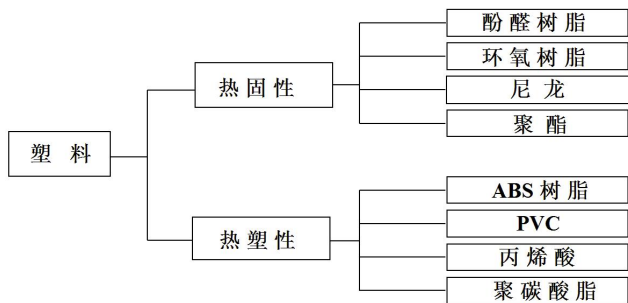 塑 料
热 固 性
酚 醛 树 脂
环 氧 树 脂
尼 龙
聚 酯
热 塑 性
ABS 树 脂
PVC
丙 烯 酸
聚 碳 酸 脂